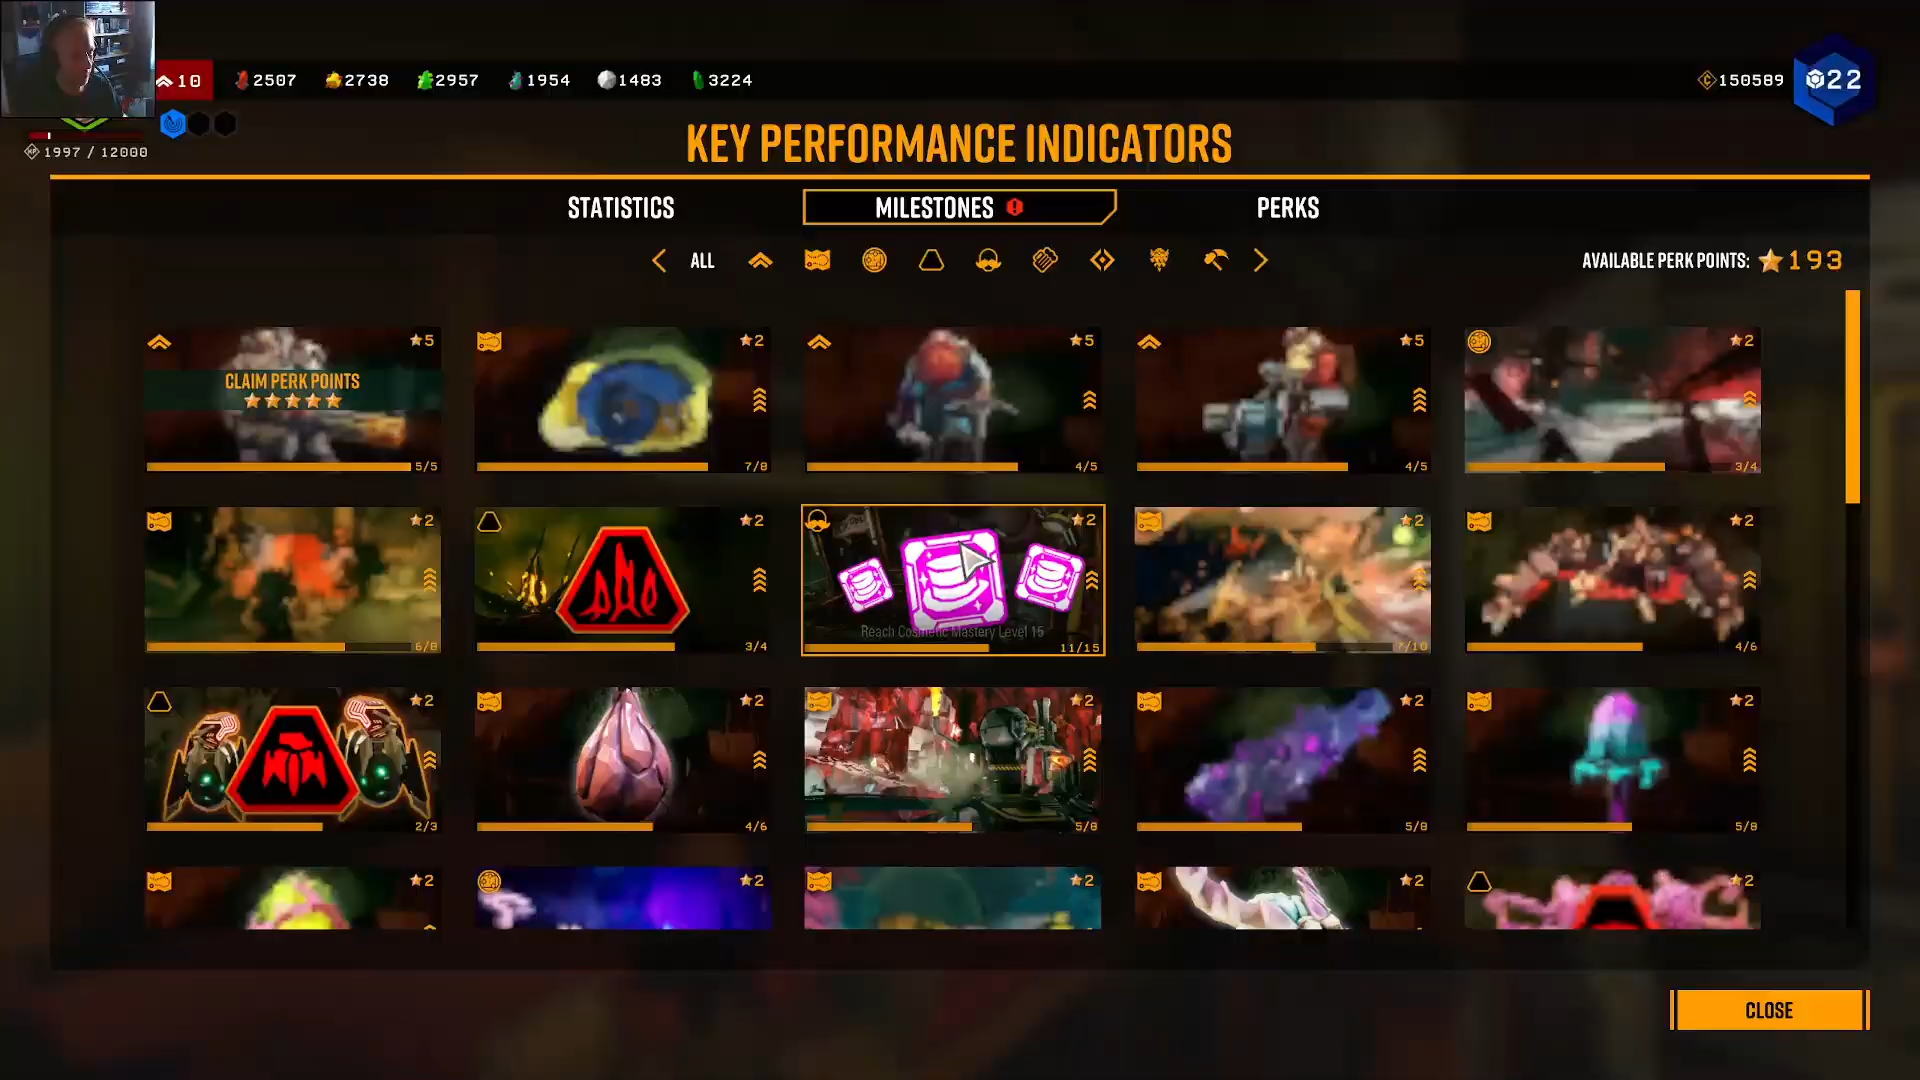 10 2507 2738 2957 1954 1483 3224 150589 22
1997 / 12000
KEY PERFORMANCE INDICATORS
STATISTICS MILESTONES ! PERKS
ALL AVAILABLE PERK POINTS: 193
5 2 5 5 2
CLAIM PERK POINTS
5/5 7/8 4/5 4/5 3/4
2 2 2 2 2
Reach Cosmetic Mastery Level 15
6/8 3/4 11/15 7/10 4/6
2 2 2 2 2
2/3 4/6 5/8 5/8 5/8
2 2 2 2 2
CLOSE